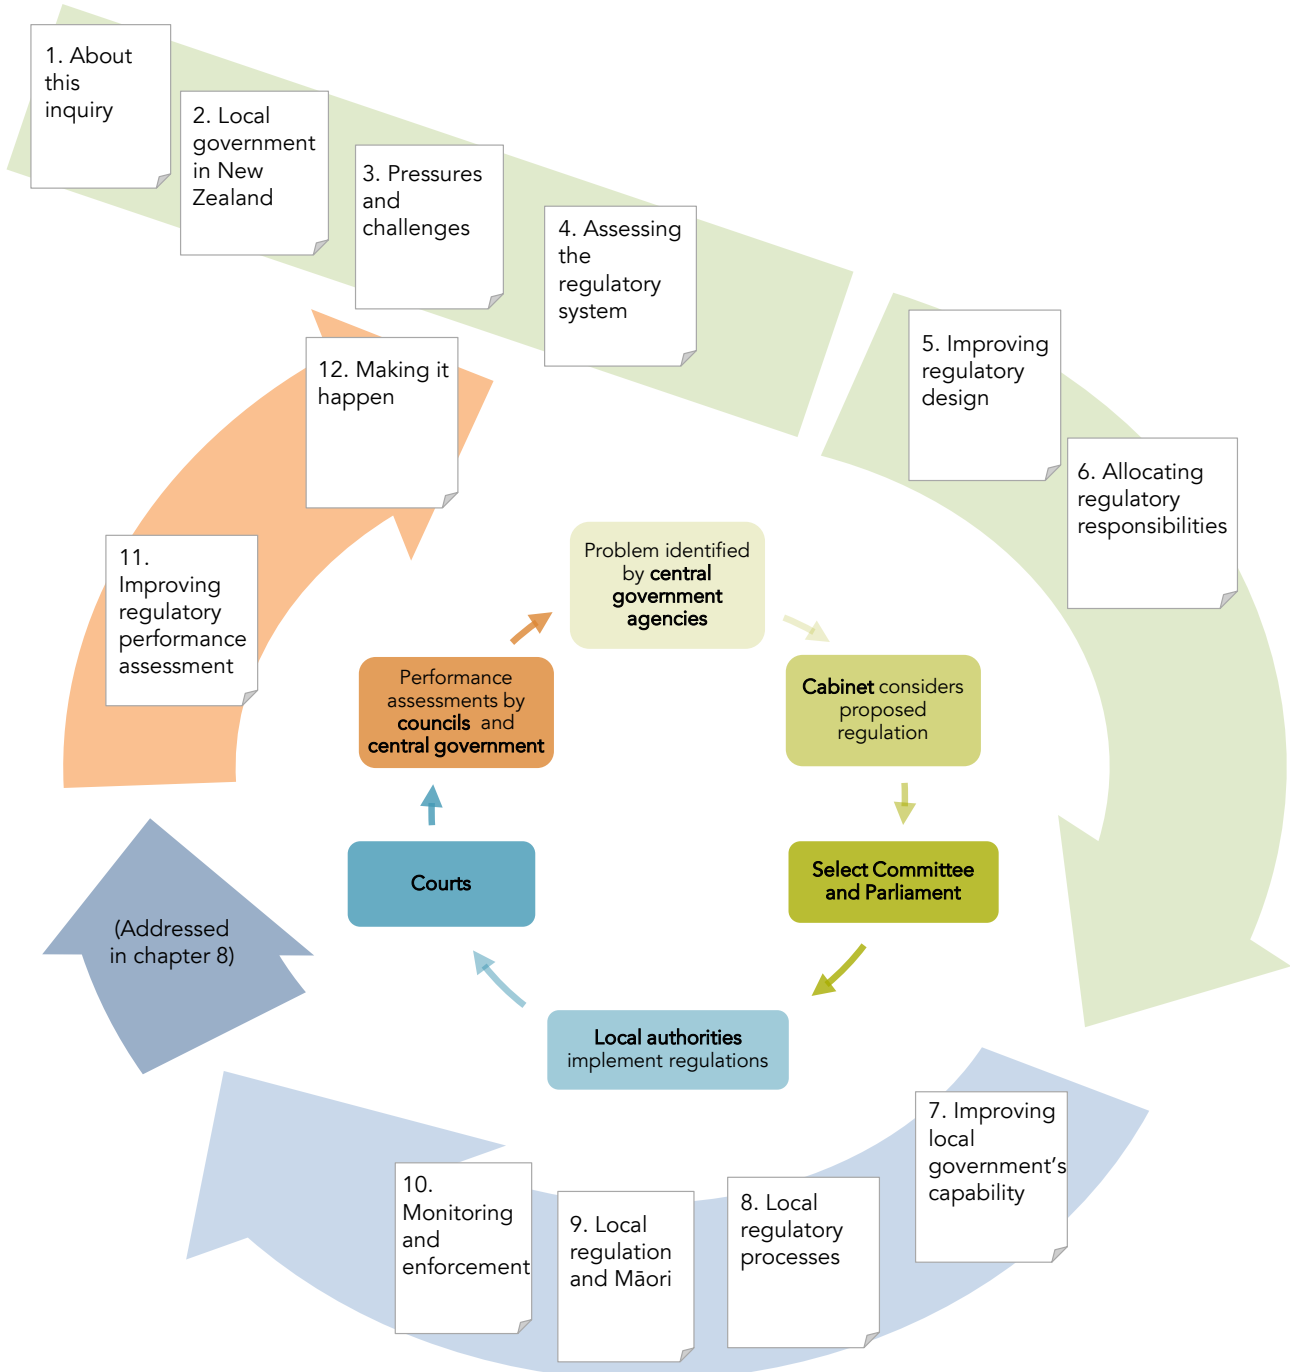 1. About
this
inquiry
2. Local
government
in New
Zealand
3. Pressures
and
challenges
4. Assessing
the
regulatory
system
5. Improving
regulatory
design
6. Allocating
regulatory
responsibilities
12. Making it
happen
11.
Improving
regulatory
performance
assessment
Problem identified
by central
government
agencies
Cabinet considers
proposed
regulation
Select Committee
and Parliament
Local authorities
implement regulations
Courts
Performance
assessments by
councils and
central government
(Addressed
in chapter 8)
7. Improving
local
government's
capability
8. Local
regulatory
processes
9. Local
regulation
and Māori
10.
Monitoring
and
enforcement